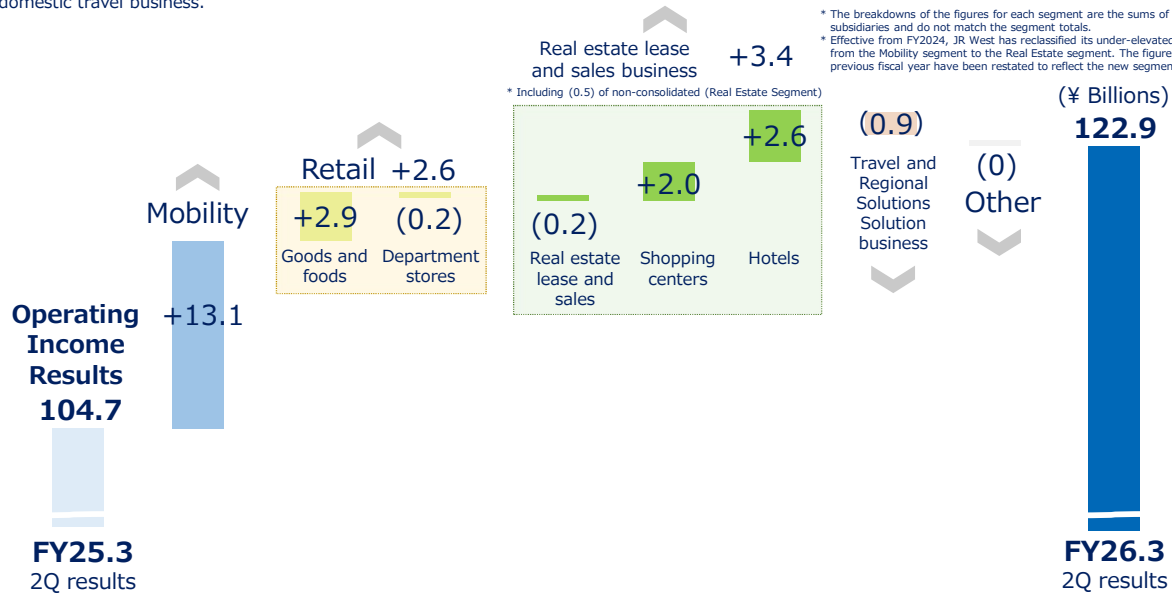 domestic travel business.
* The breakdowns of the figures for each segment are the sums of
subsidiaries and do not match the segment totals.
* Effective from FY2024, JR West has reclassified its under-elevated
from the Mobility segment to the Real Estate segment. The figure
previous fiscal year have been restated to reflect the new segmen
Real estate lease
and sales business
+3.4
* Including (0.5) of non-consolidated (Real Estate Segment)
(¥ Billions)
122.9
Retail +2.6
Mobility
+2.9
(0.2)
Goods and
foods
Department
stores
(0.2)
+2.0
+2.6
Real estate
lease and
sales
Shopping
centers
Hotels
(0.9)
Travel and
Regional
Solutions
Solution
business
(0)
Other
+13.1
Operating
Income
Results
104.7
FY25.3
2Q results
FY26.3
2Q results